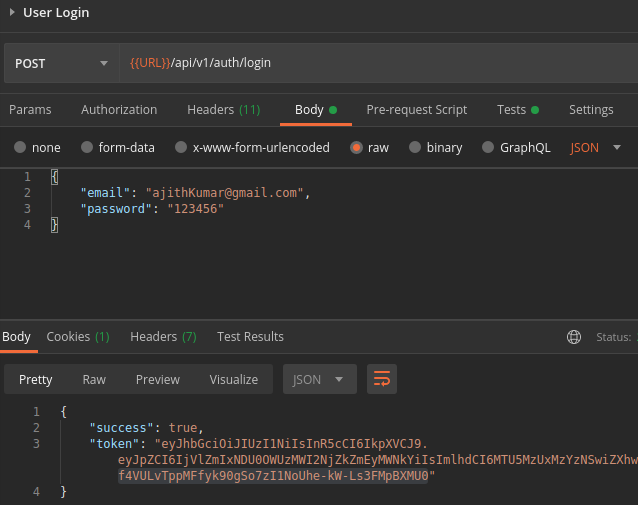 User Login
POST {{URL}}/api/v1/auth/login
Params Authorization Headers (11) Body Pre-request Script Tests Settings
none form-data x-www-form-urlencoded raw binary GraphQL JSON
1 {
2 "email": "ajithKumar@gmail.com",
3 "password": "123456"
4 }
Body Cookies (1) Headers (7) Test Results Status:
Pretty Raw Preview Visualize JSON
1 {
2 "success": true,
3 "token": "eyJhbGciOiJIUzI1NiIsInR5cCI6IkpXVCJ9.
eyJpZCI6IjVlZmIxNDU0OWUzMWI2NjZkZmEyMWNkYiIsImlhdCI6MTU5MzUxMzYzNSwiZXhw
f4VULvTppMFfyk90gSo7zI1NoUhe-kW-Ls3FMpBXMU0"
4 }